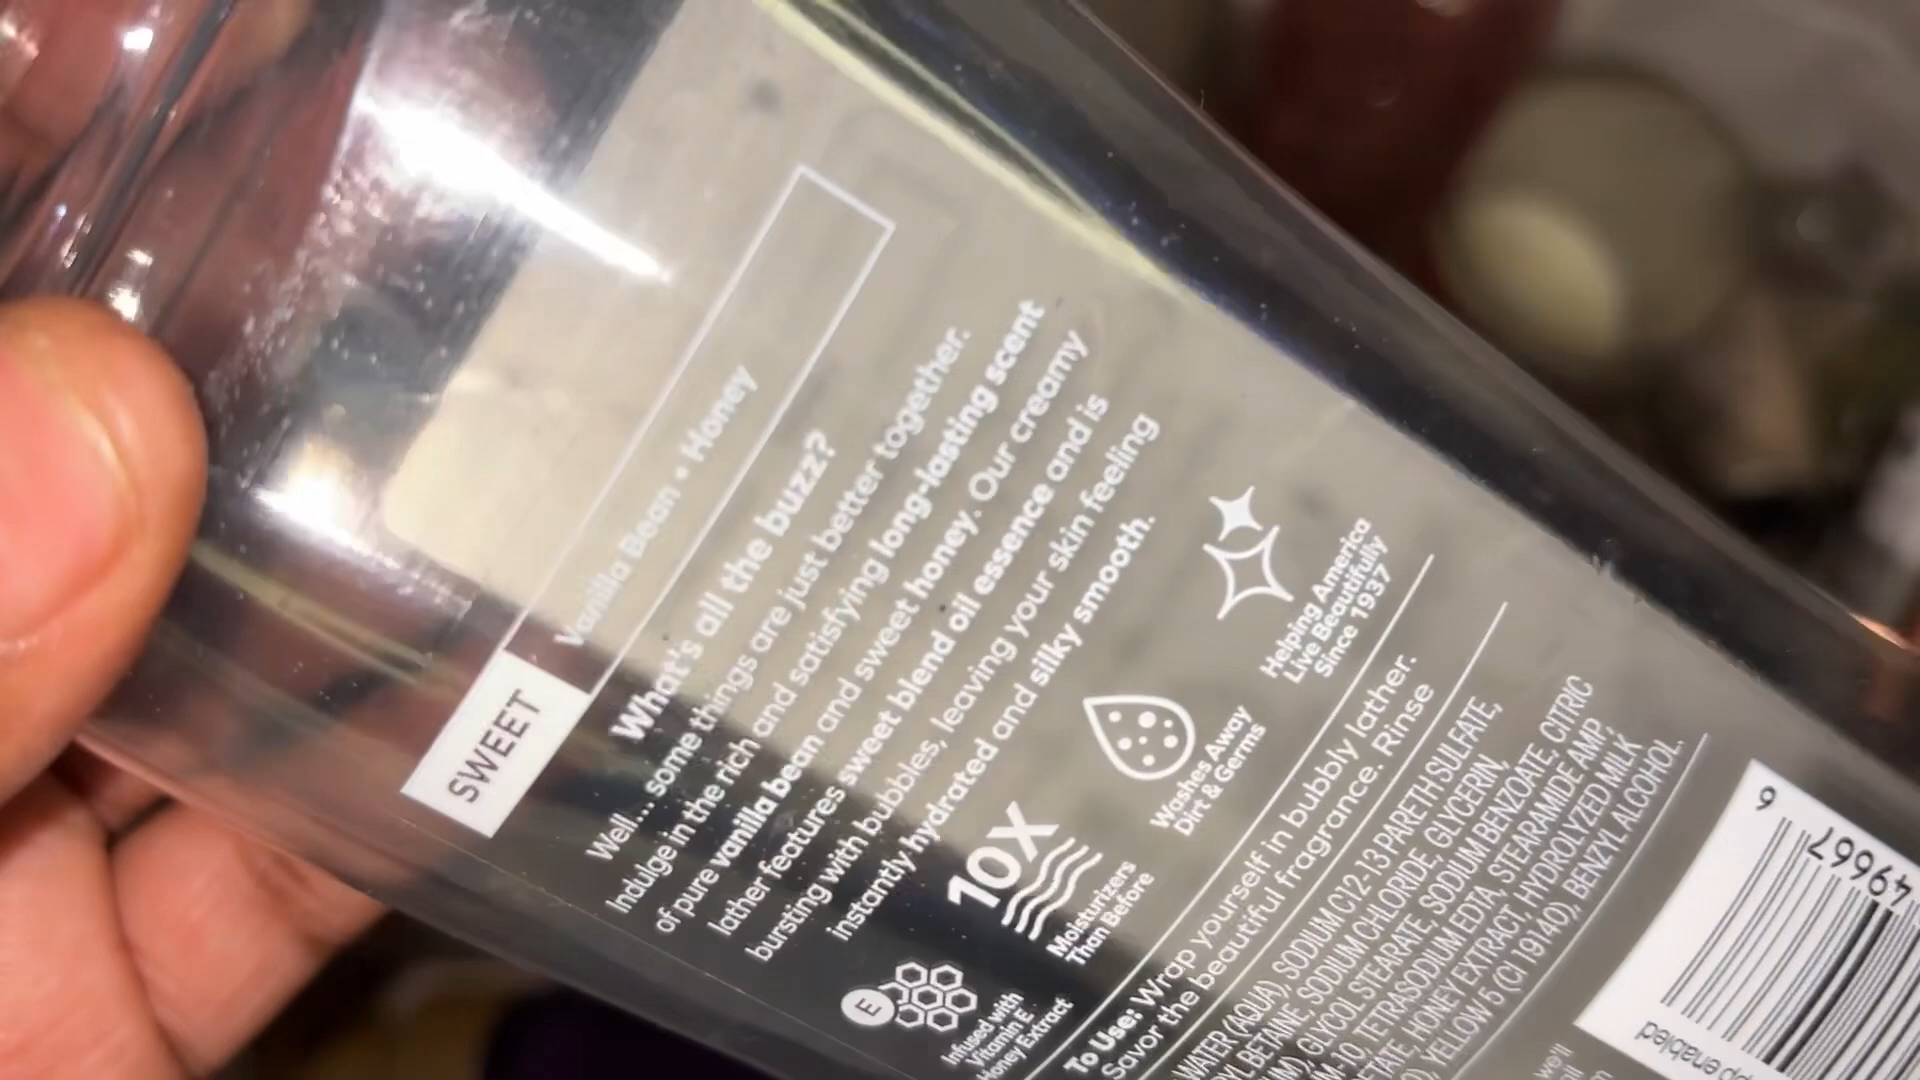 SWEET
Vanilla Bean • Honey
What's all the buzz?
Well... some things are just better together.
Indulge in the rich and satisfying long-lasting scent
of pure vanilla bean and sweet honey. Our creamy
lather features sweet blend oil essence and is
bursting with bubbles, leaving your skin feeling
instantly hydrated and silky smooth.
E
Infused with
Vitamin E
Honey Extract
10X
Moisturizers
Than Before
Washes Away
Dirt & Germs
Helping America
Live Beautifully
Since 1937
To Use: Wrap yourself in bubbly lather.
Savor the beautiful fragrance. Rinse
WATER (AQUA), SODIUM C12-13 PARETH SULFATE,
BETAINE, SODIUM CHLORIDE, GLYCERIN,
GLYCOL STEARATE, SODIUM BENZOATE, CITRIC
TETRASODIUM EDTA, STEARAMIDE AMP,
HONEY EXTRACT, HYDROLYZED MILK
YELLOW 5 (CI 19140), BENZYL ALCOHOL.
6
49667
enabled
we'll